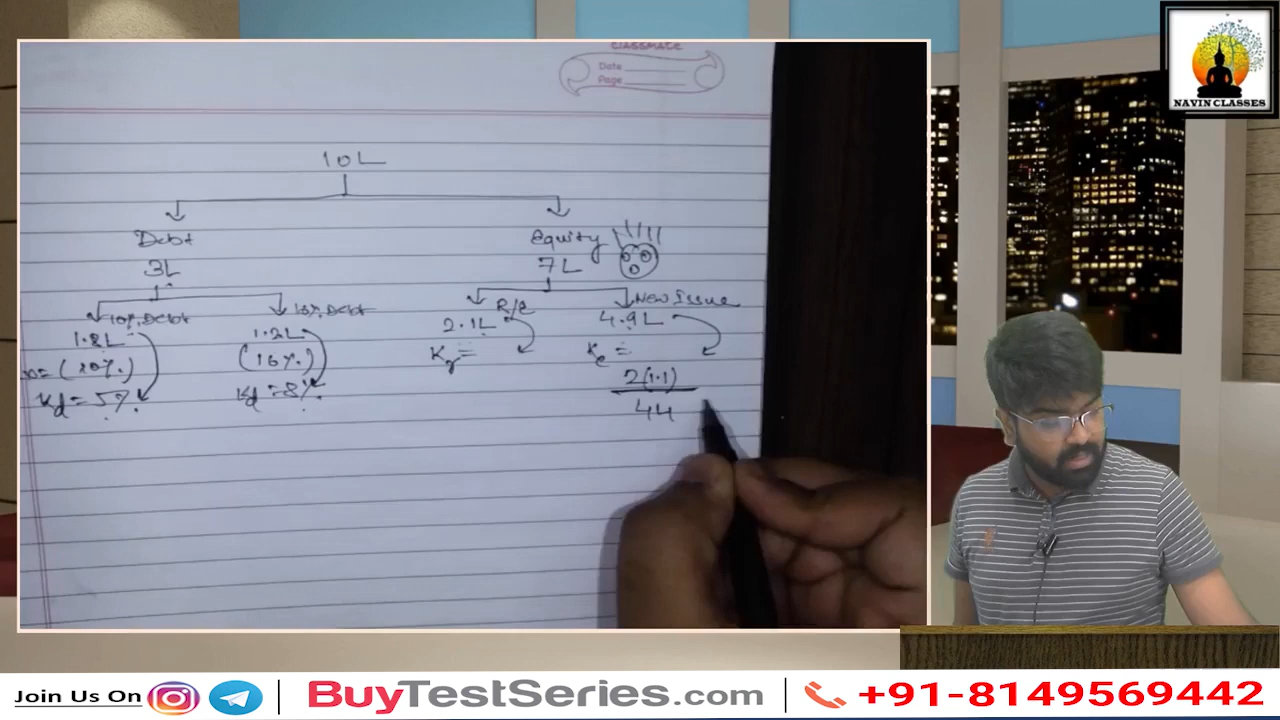 CLASSMATE
Date
Page
NAVIN CLASSES
10L
Debt
3L
Equity
7L
10% Debt
1.8L
(10%)
Kd = 5%
16% Debt
1.2L
(16%)
Kd = 8%
R/E
2.1L
Kr =
New Issue
4.9L
Ke =
2(1.1)
44
Join Us On
BuyTestSeries.com
+91-8149569442